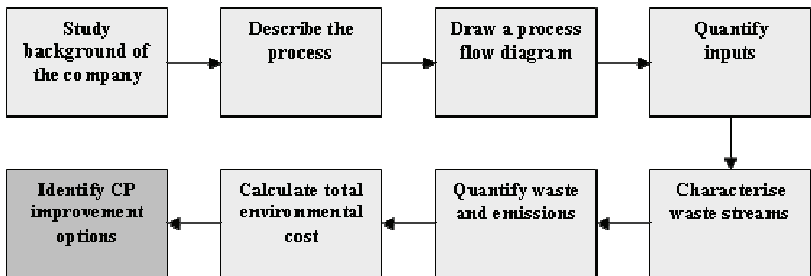 Study
background of
the company
Describe the
process
Draw a process
flow diagram
Quantify
inputs
Characterise
waste streams
Quantify waste
and emissions
Calculate total
environmental
cost
Identify CP
improvement
options